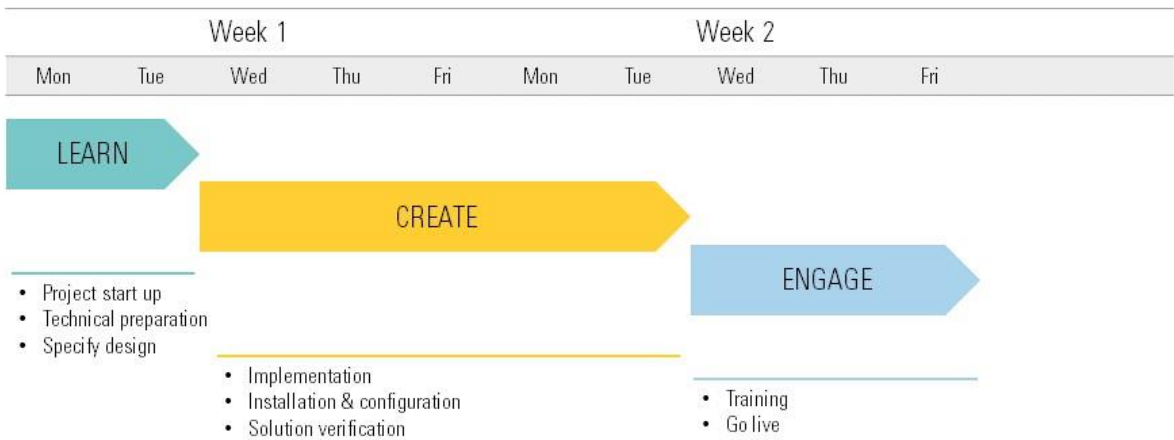 Week 1 Week 2
Mon Tue Wed Thu Fri Mon Tue Wed Thu Fri
LEARN
CREATE
ENGAGE
• Project start up
• Technical preparation
• Specify design
• Implementation
• Installation & configuration
• Solution verification
• Training
• Go live